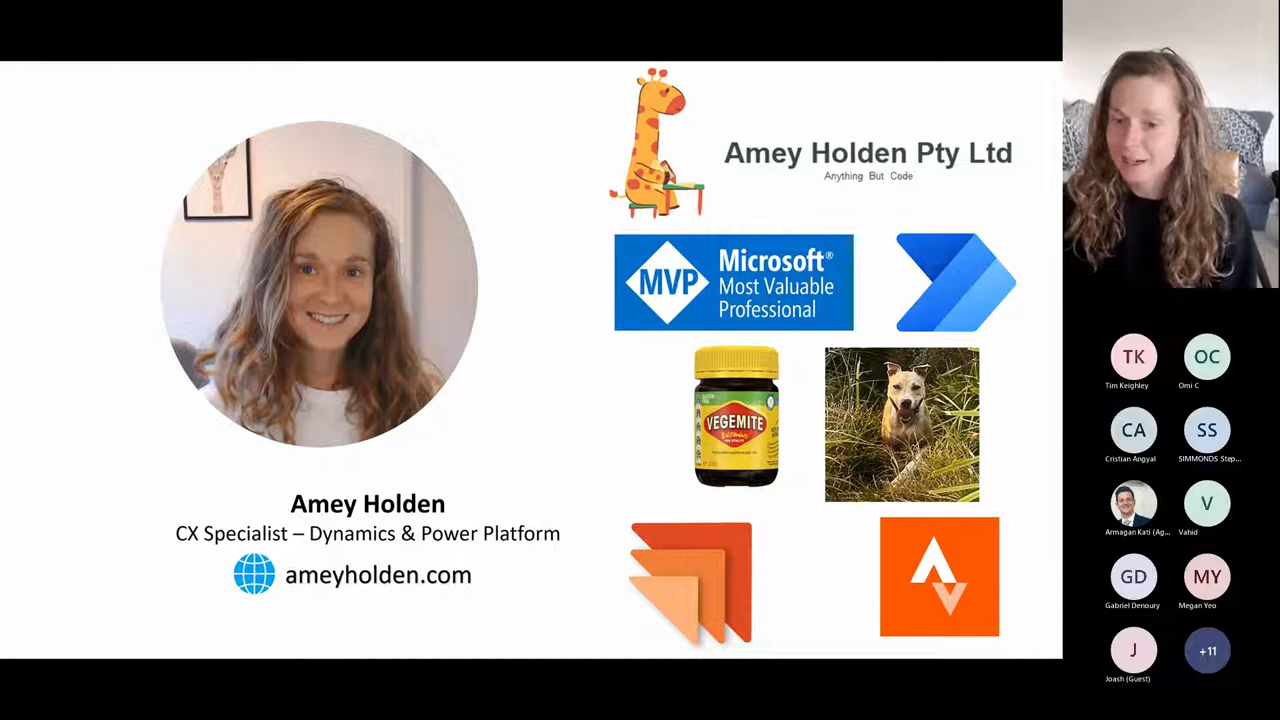 Amey Holden Pty Ltd
Anything But Code
MVP
Microsoft®
Most Valuable
Professional
VEGEMITE
Amey Holden
CX Specialist – Dynamics & Power Platform
ameyholden.com
TK
Tim Keighley
OC
Omi C
CA
Cristian Angyal
SS
SIMMONDS Step...
Armagan Kati (Ag...
V
Vahid
GD
Gabriel Denoury
MY
Megan Yeo
J
Joash (Guest)
+11